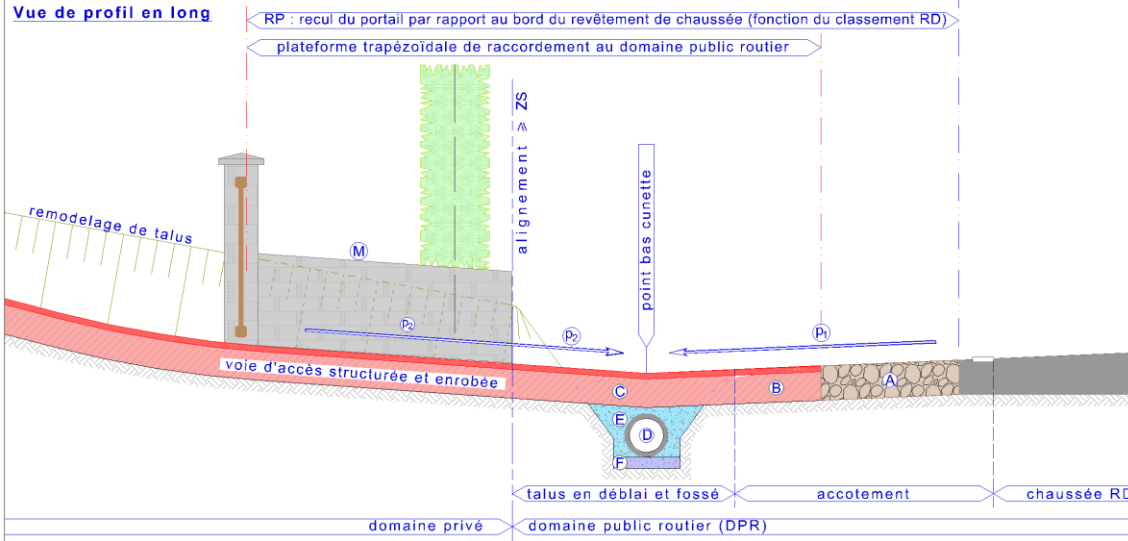 Vue de profil en long
RP : recul du portail par rapport au bord du revêtement de chaussée (fonction du classement RD)
plateforme trapézoïdale de raccordement au domaine public routier
alignement ≥ ZS
point bas cunette
remodelage de talus
M
p2
p2
p1
voie d'accès structurée et enrobée
C
B
A
E
D
F
talus en déblai et fossé
accotement
chaussée RD
domaine privé
domaine public routier (DPR)